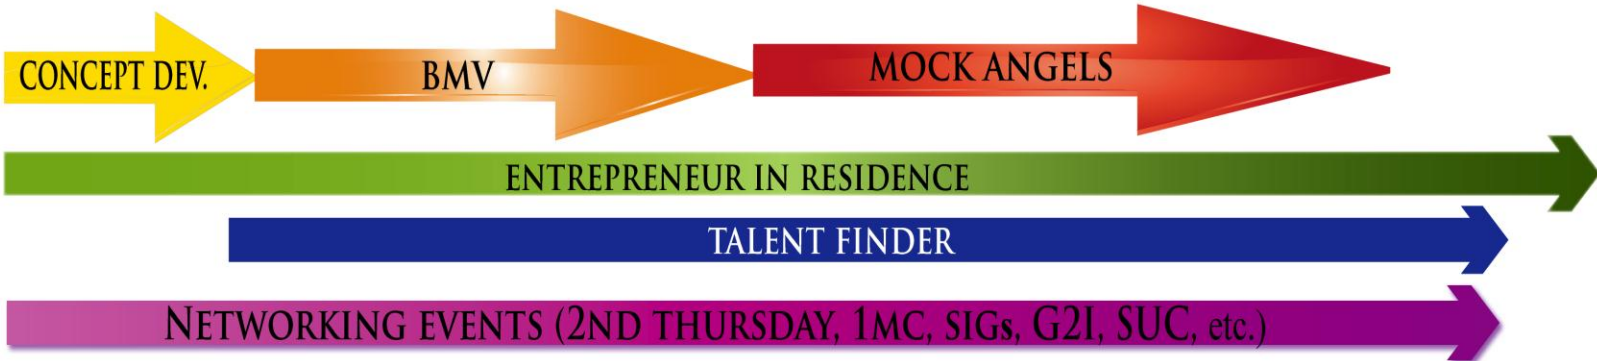 CONCEPT DEV.
BMV
MOCK ANGELS
ENTREPRENEUR IN RESIDENCE
TALENT FINDER
NETWORKING EVENTS (2ND THURSDAY, 1MC, SIGs, G2I, SUC, etc.)